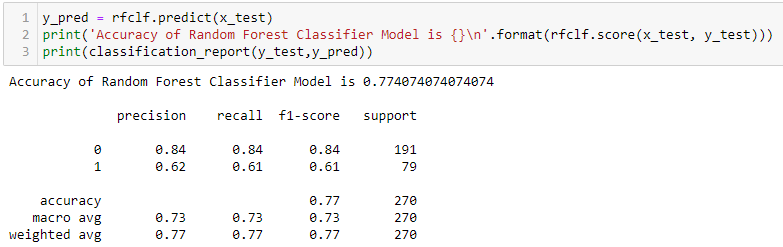 1 y_pred = rfclf.predict(x_test)
2 print('Accuracy of Random Forest Classifier Model is {}\n'.format(rfclf.score(x_test, y_test)))
3 print(classification_report(y_test,y_pred))
Accuracy of Random Forest Classifier Model is 0.774074074074074
precision recall f1-score support
0 0.84 0.84 0.84 191
1 0.62 0.61 0.61 79
accuracy 0.77 270
macro avg 0.73 0.73 0.73 270
weighted avg 0.77 0.77 0.77 270